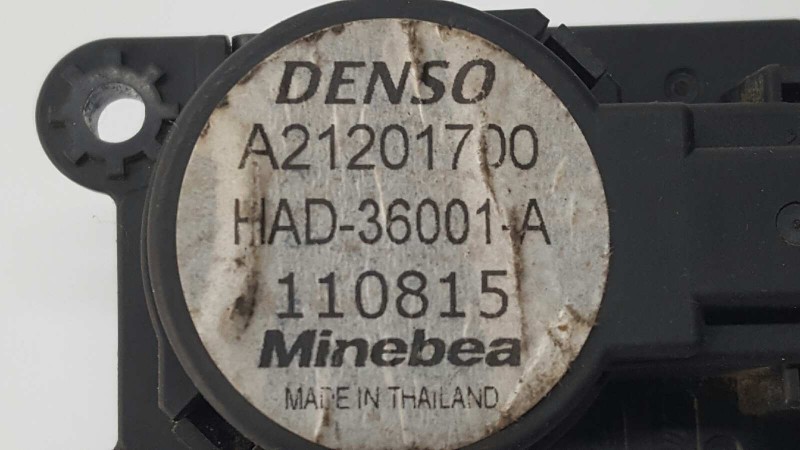 DENSO
A21201700
HAD-36001-A
110815
Minebea
MADE IN THAILAND